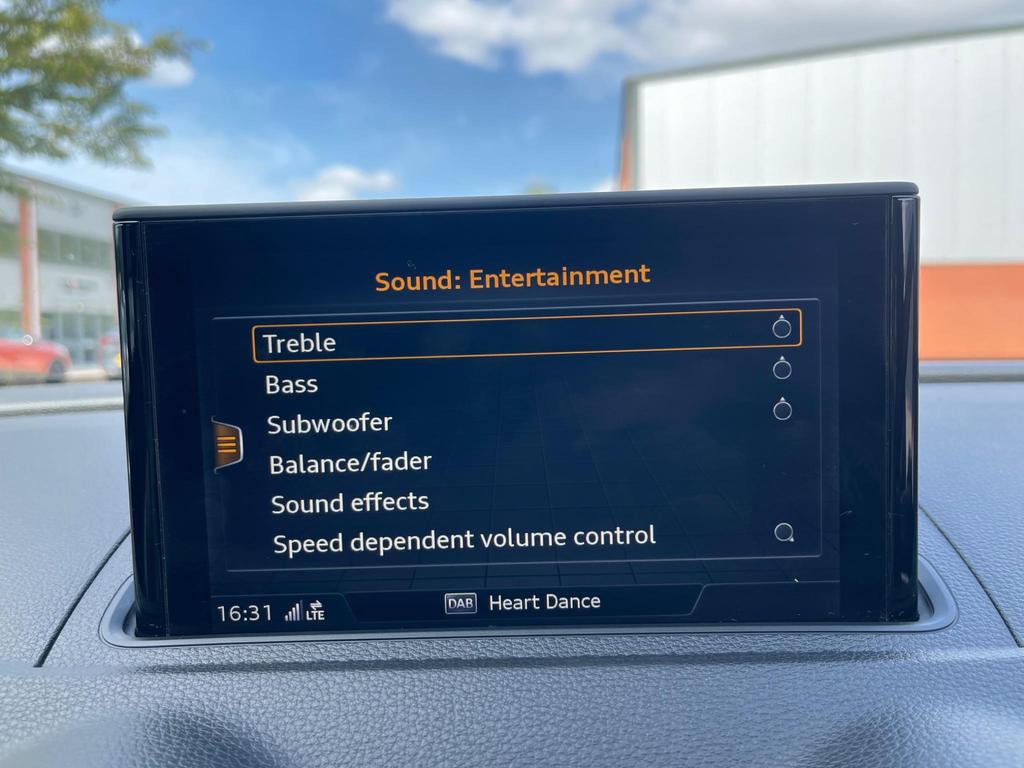 Sound: Entertainment
Treble
Bass
Subwoofer
Balance/fader
Sound effects
Speed dependent volume control
16:31 LTE DAB Heart Dance